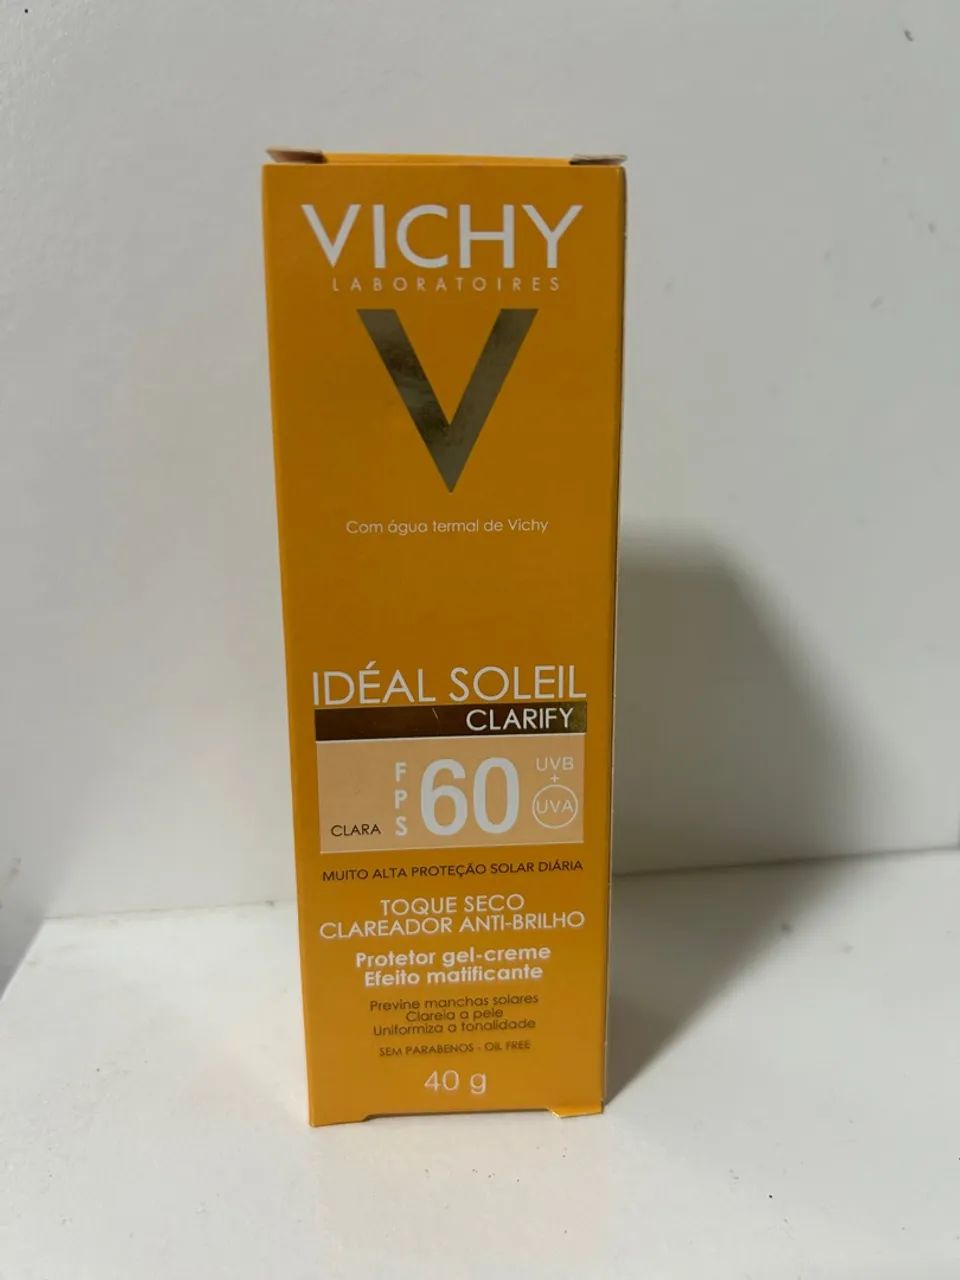 VICHY
LABORATOIRES
V
Com água termal de Vichy
IDÉAL SOLEIL
CLARIFY
CLARA
FPS 60 UVB + UVA
MUITO ALTA PROTEÇÃO SOLAR DIÁRIA
TOQUE SECO
CLAREADOR ANTI-BRILHO
Protetor gel-creme
Efeito matificante
Previne manchas solares
Clareia a pele
Uniformiza a tonalidade
SEM PARABENOS - OIL FREE
40 g